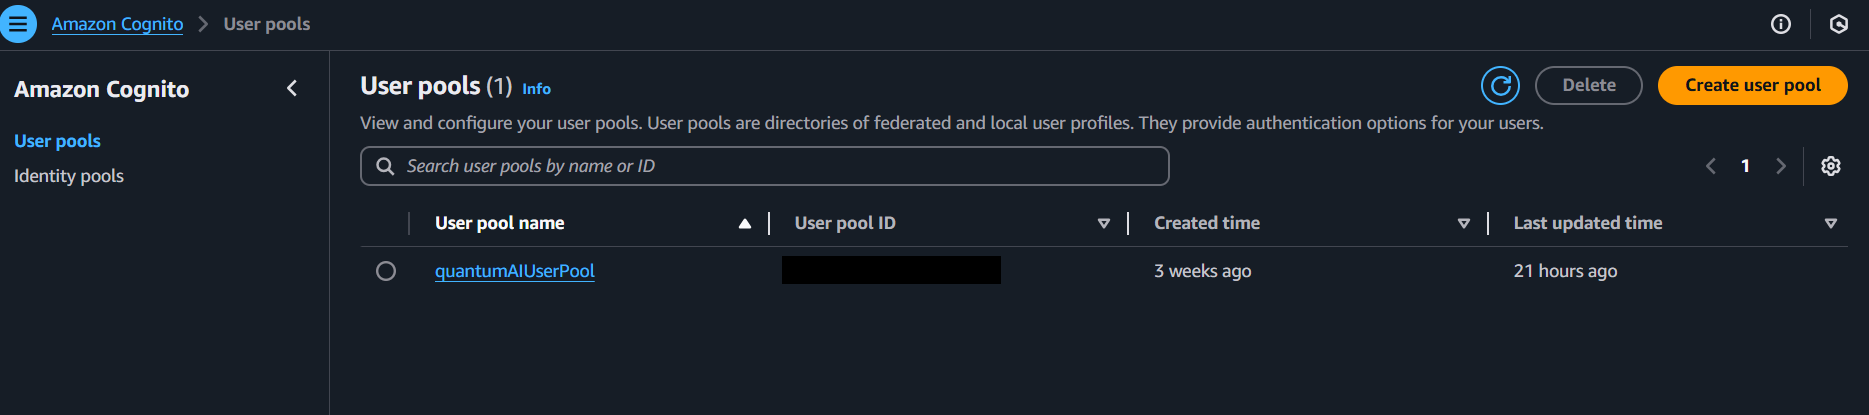 Amazon Cognito > User pools
Amazon Cognito
User pools
Identity pools
User pools (1) Info
Delete
Create user pool
View and configure your user pools. User pools are directories of federated and local user profiles. They provide authentication options for your users.
Search user pools by name or ID
1
User pool name User pool ID Created time Last updated time
quantumAIUserPool 3 weeks ago 21 hours ago